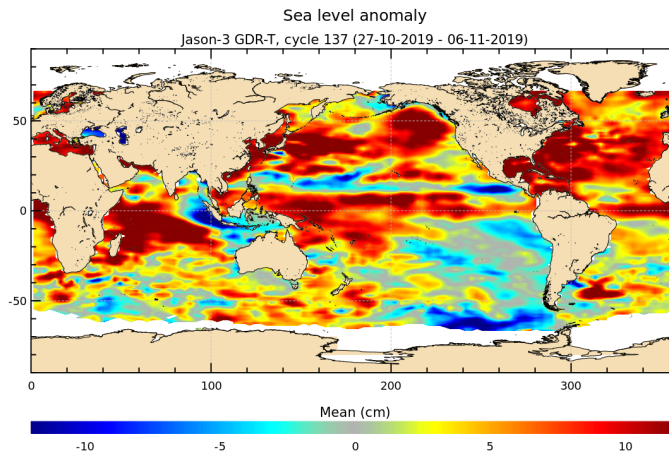 Sea level anomaly
Jason-3 GDR-T, cycle 137 (27-10-2019 - 06-11-2019)
50
0
-50
0 100 200 300
Mean (cm)
-10 -5 0 5 10